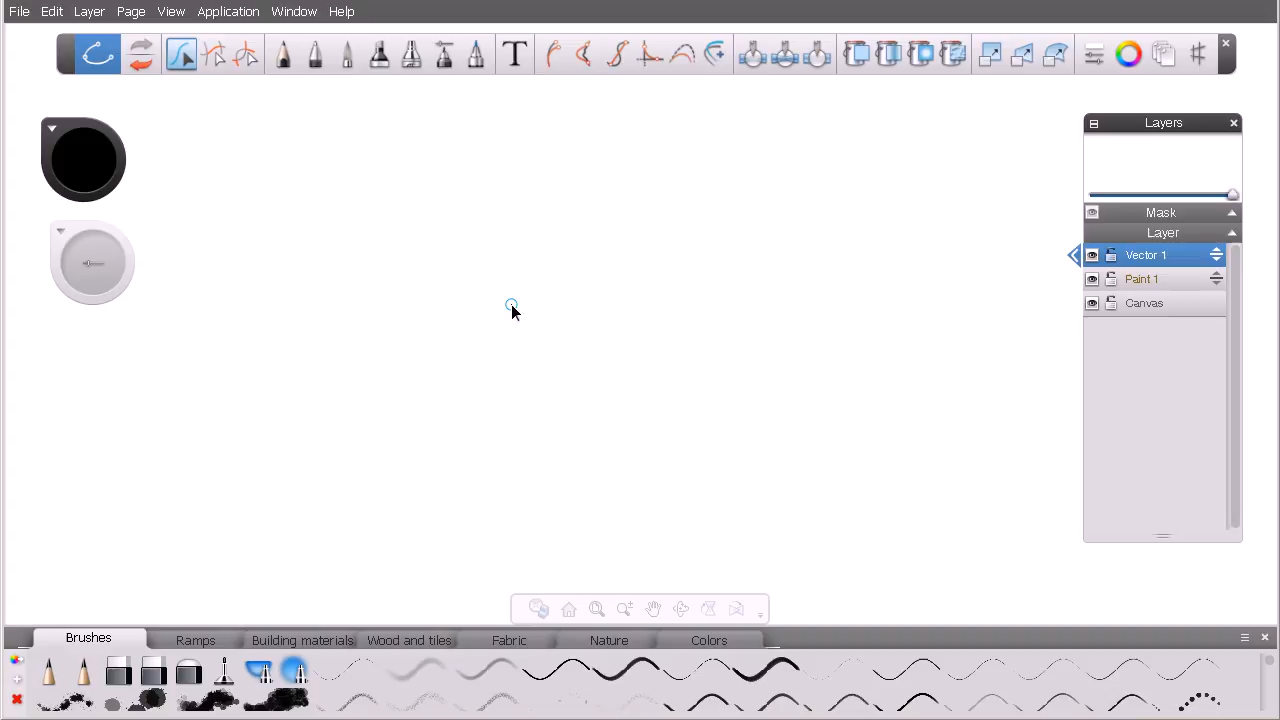 File Edit Layer Page View Application Window Help
T
Layers
Mask
Layer
Vector 1
Paint 1
Canvas
Brushes Ramps Building materials Wood and tiles Fabric Nature Colors